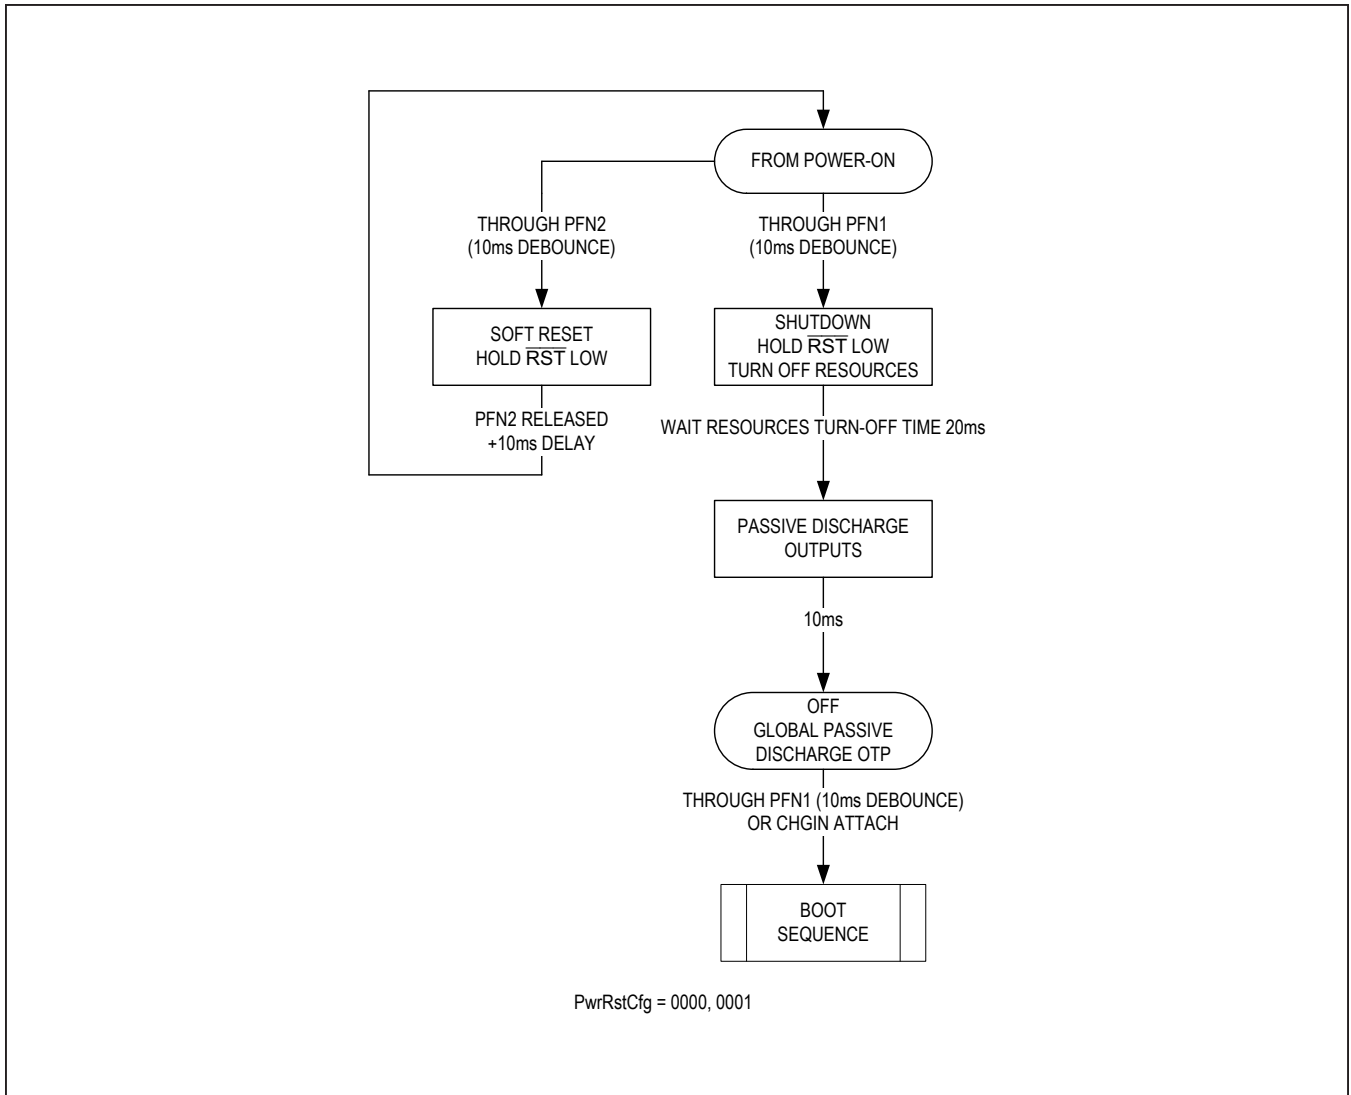 FROM POWER-ON
THROUGH PFN2
(10ms DEBOUNCE)
THROUGH PFN1
(10ms DEBOUNCE)
SOFT RESET
HOLD R̅S̅T̅ LOW
SHUTDOWN
HOLD R̅S̅T̅ LOW
TURN OFF RESOURCES
PFN2 RELEASED
+10ms DELAY
WAIT RESOURCES TURN-OFF TIME 20ms
PASSIVE DISCHARGE
OUTPUTS
10ms
OFF
GLOBAL PASSIVE
DISCHARGE OTP
THROUGH PFN1 (10ms DEBOUNCE)
OR CHGIN ATTACH
BOOT
SEQUENCE
PwrRstCfg = 0000, 0001